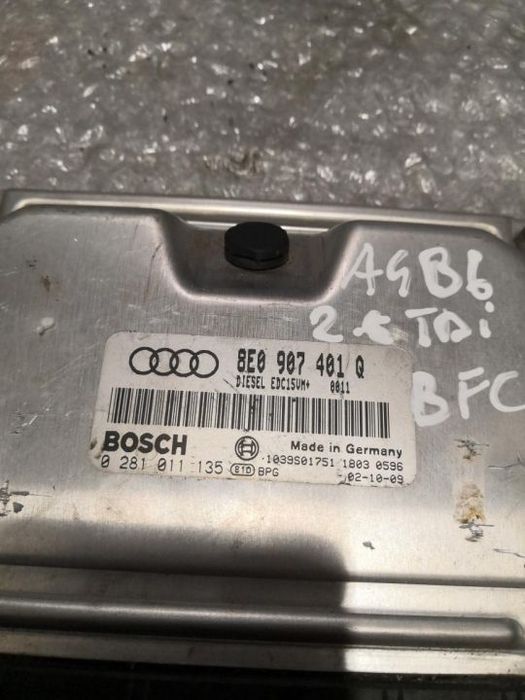 A4B6
2.5 TDi
BFC
8E0 907 401 Q
DIESEL EDC15VM+ 0011
BOSCH
Made in Germany
0 281 011 135 E1D BPG
1039S01751 1803 0596
02-10-09